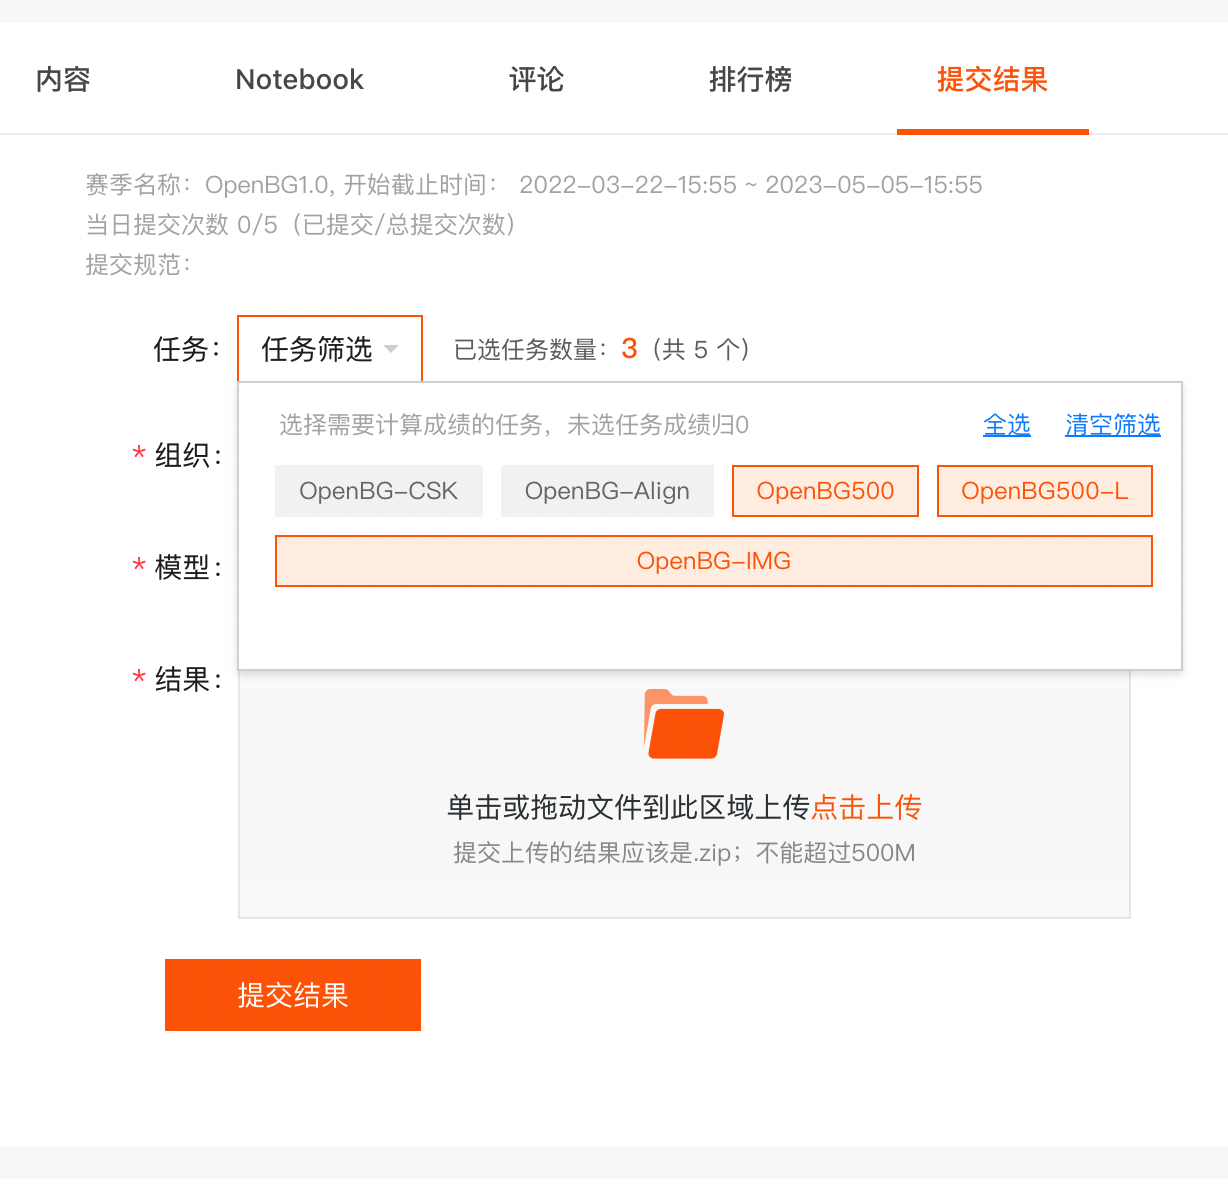 内容 Notebook 评论 排行榜 提交结果
赛季名称：OpenBG1.0, 开始截止时间： 2022-03-22-15:55 ~ 2023-05-05-15:55
当日提交次数 0/5（已提交/总提交次数）
提交规范：
任务： 任务筛选 已选任务数量：3（共 5 个）
选择需要计算成绩的任务，未选任务成绩归0 全选 清空筛选
* 组织：
OpenBG-CSK OpenBG-Align OpenBG500 OpenBG500-L
* 模型：
OpenBG-IMG
* 结果：
单击或拖动文件到此区域上传点击上传
提交上传的结果应该是.zip；不能超过500M
提交结果